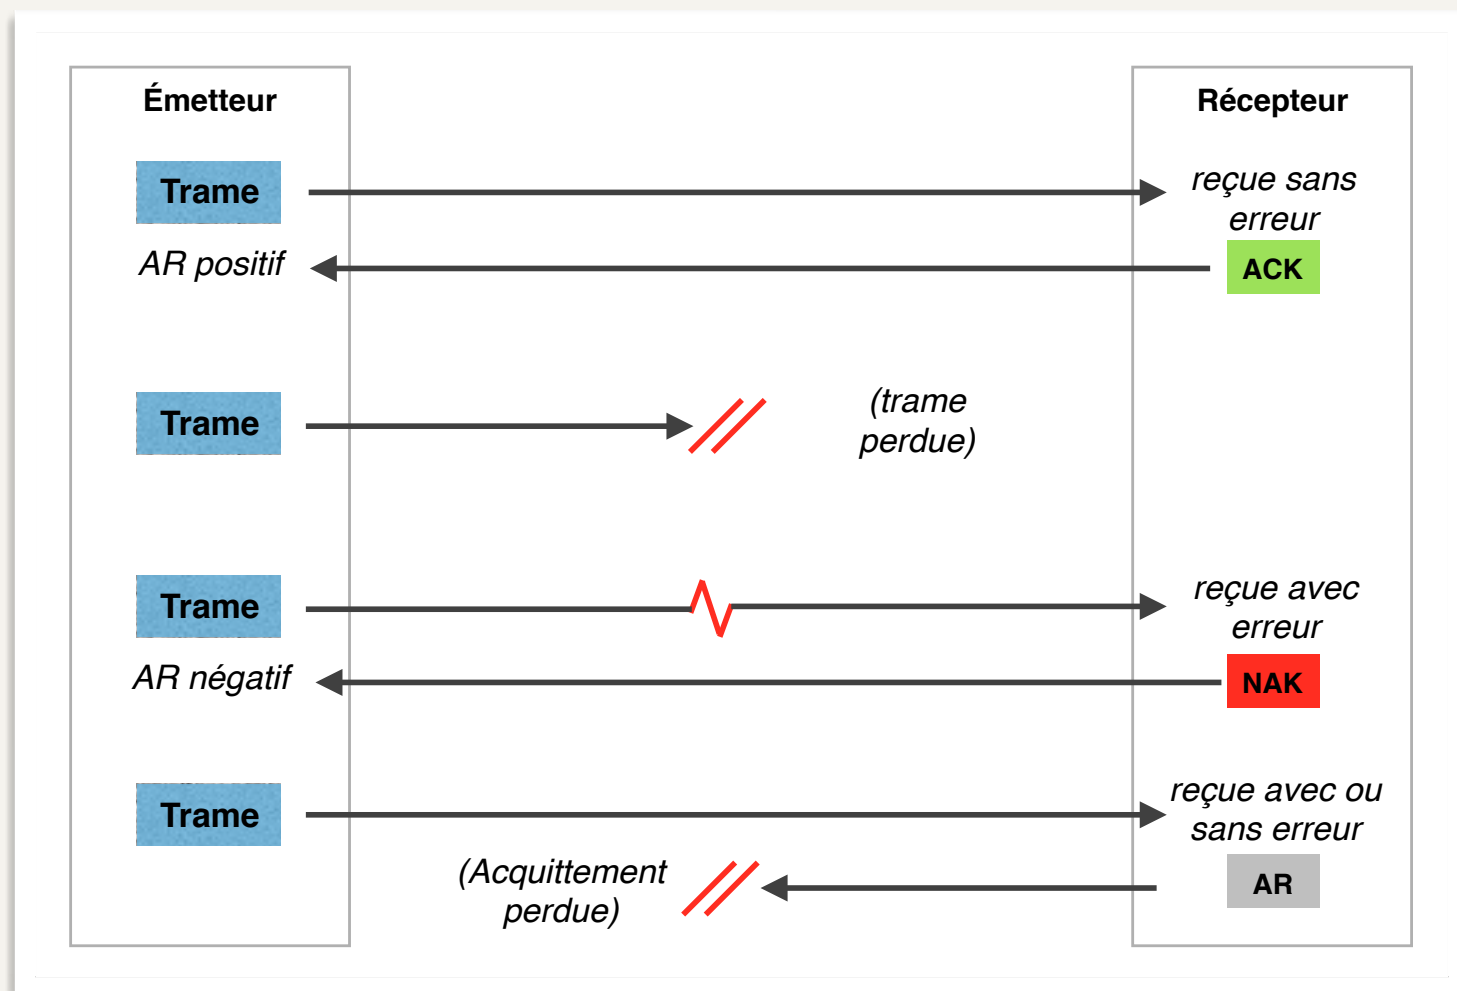 Émetteur
Récepteur
Trame
reçue sans
erreur
AR positif
ACK
Trame
(trame
perdue)
Trame
reçue avec
erreur
AR négatif
NAK
Trame
reçue avec ou
sans erreur
(Acquittement
perdue)
AR